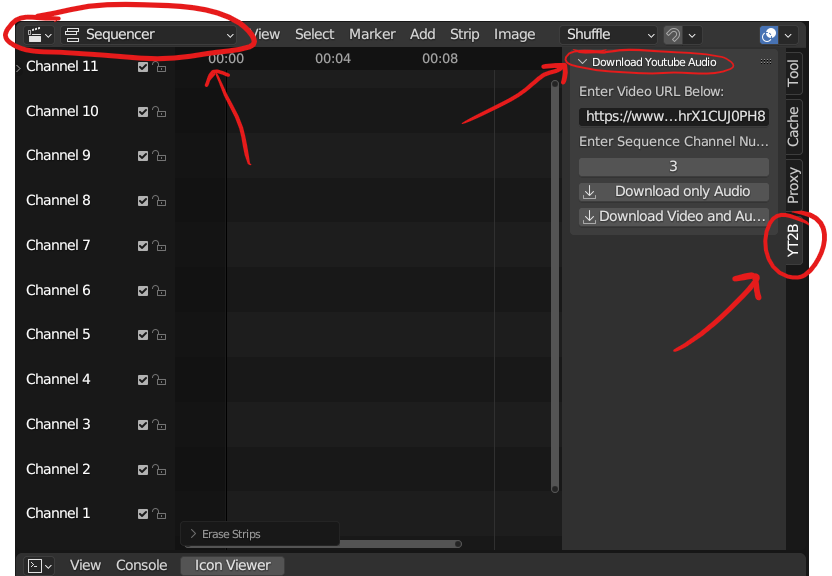 Sequencer View Select Marker Add Strip Image Shuffle
00:00 00:04 00:08
Channel 11
Channel 10
Channel 9
Channel 8
Channel 7
Channel 6
Channel 5
Channel 4
Channel 3
Channel 2
Channel 1
Erase Strips
Download Youtube Audio
Enter Video URL Below:
https://www...hrX1CUJ0PH8
Enter Sequence Channel Nu...
3
Download only Audio
Download Video and Au...
Tool
Cache
Proxy
YT2B
View Console Icon Viewer